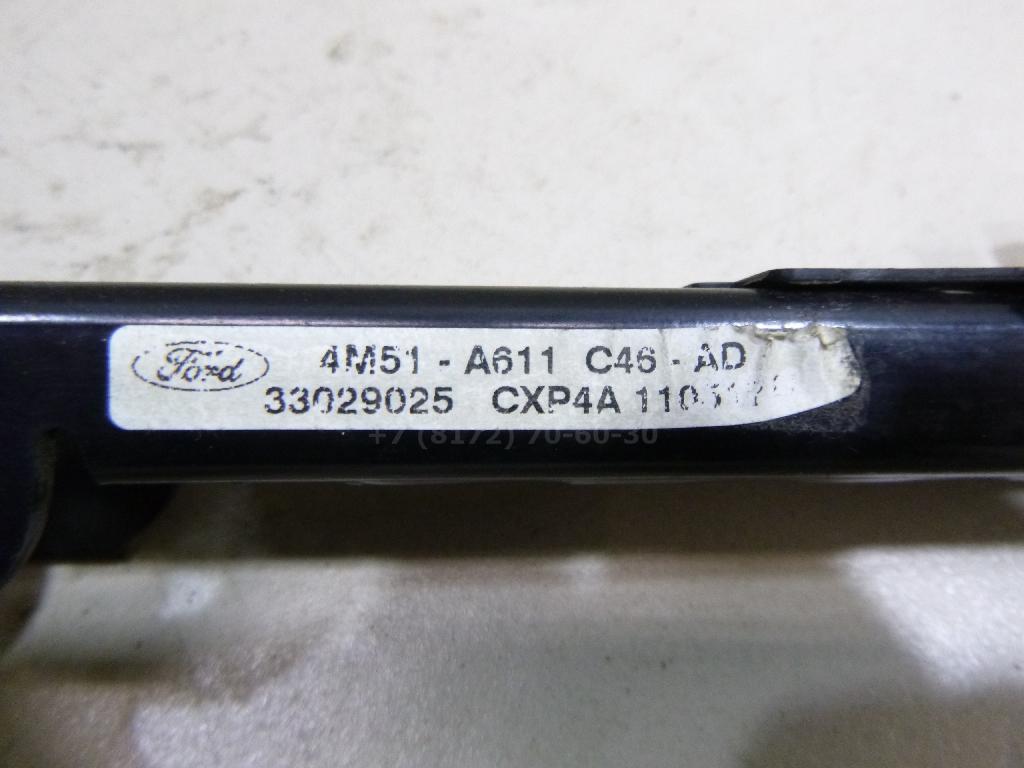 Ford 4M51 - A611 C46 - AD
33029025 CXP4A
+7 (8172) 70-60-30